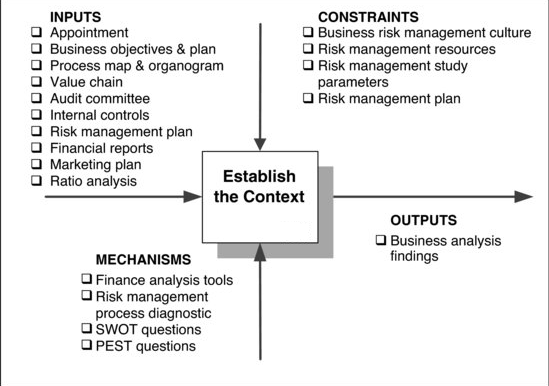 INPUTS
❑ Appointment
❑ Business objectives & plan
❑ Process map & organogram
❑ Value chain
❑ Audit committee
❑ Internal controls
❑ Risk management plan
❑ Financial reports
❑ Marketing plan
❑ Ratio analysis
CONSTRAINTS
❑ Business risk management culture
❑ Risk management resources
❑ Risk management study
parameters
❑ Risk management plan
Establish
the Context
OUTPUTS
❑ Business analysis
findings
MECHANISMS
❑ Finance analysis tools
❑ Risk management
process diagnostic
❑ SWOT questions
❑ PEST questions